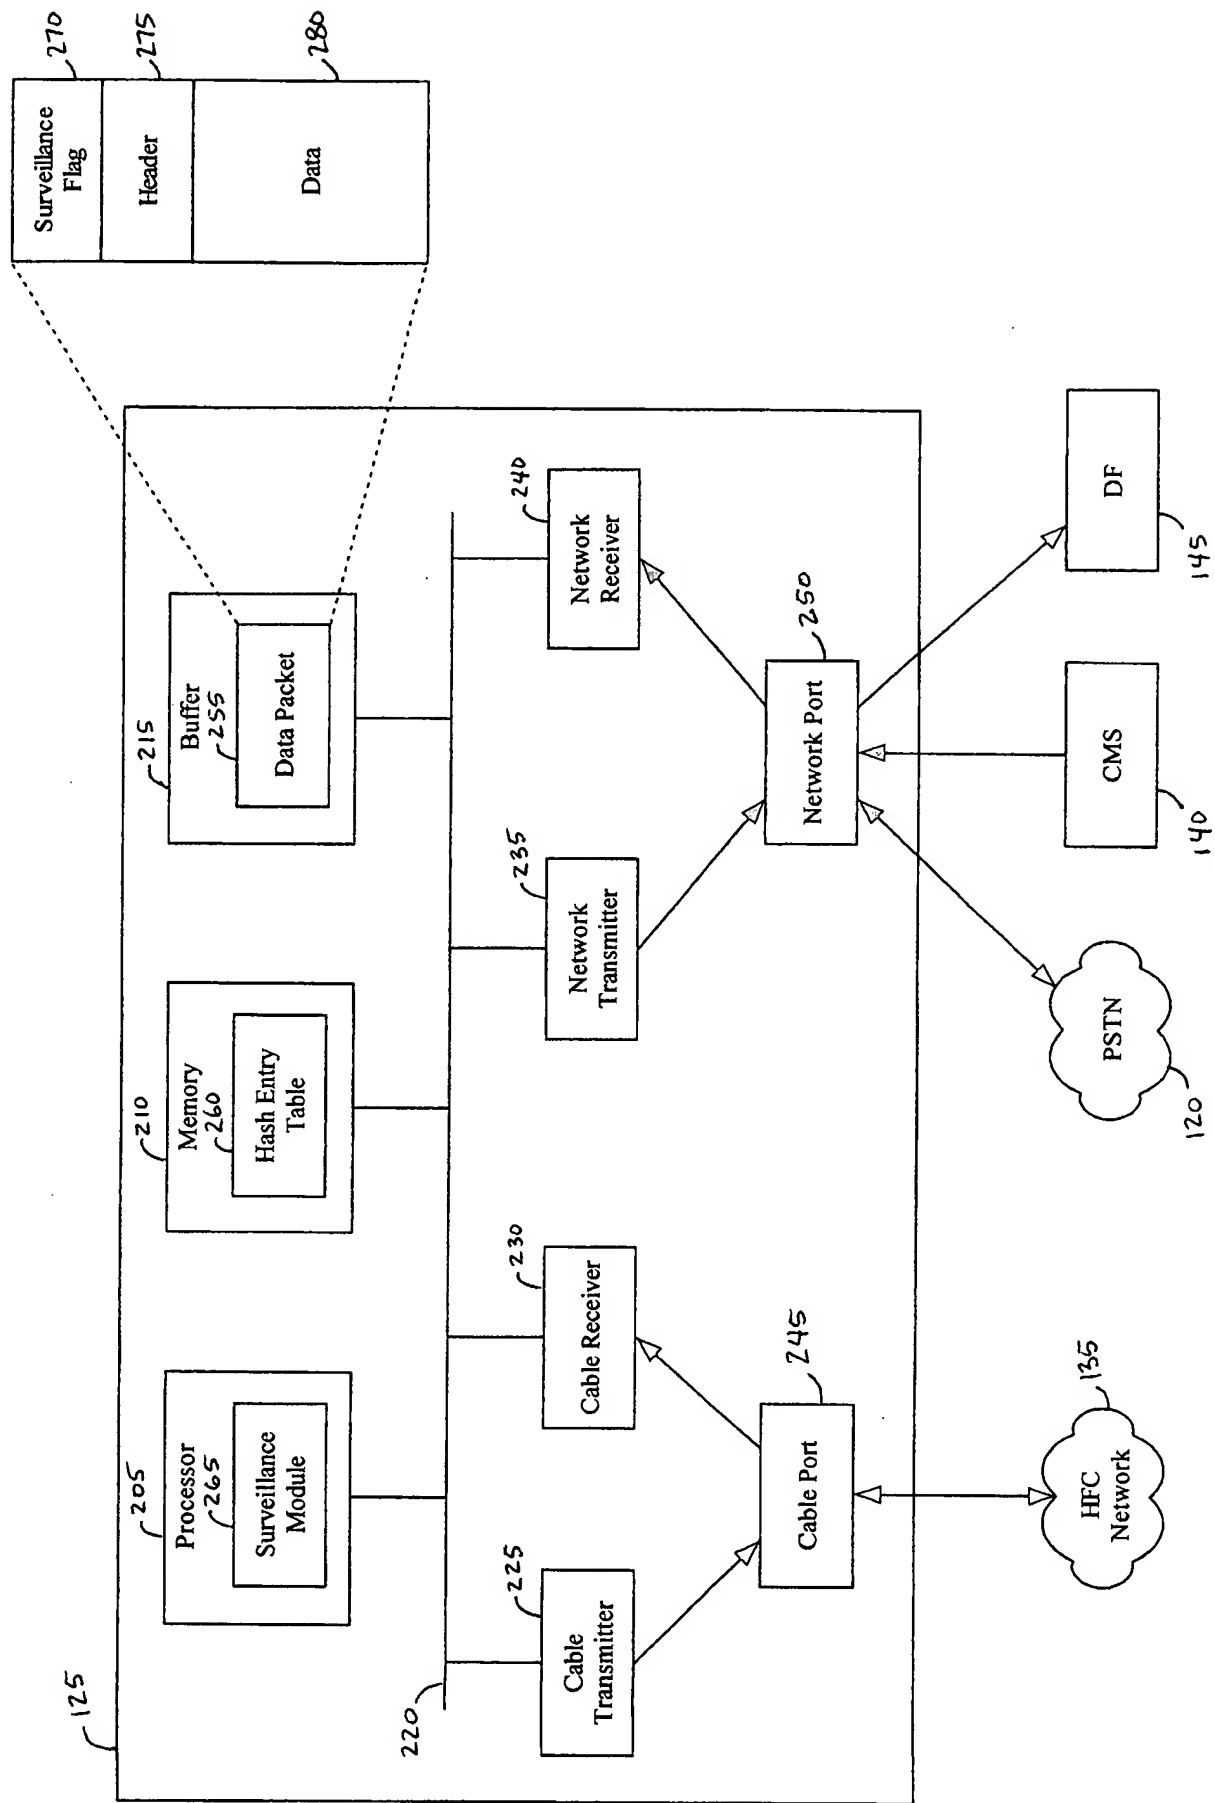 125
205
Processor
265
Surveillance
Module
210
Memory
260
Hash Entry
Table
215
Buffer
255
Data Packet
Surveillance
Flag
270
Header
275
Data
280
220
225
Cable
Transmitter
230
Cable Receiver
235
Network
Transmitter
240
Network
Receiver
245
Cable Port
250
Network Port
135
HFC
Network
PSTN
120
CMS
140
DF
145